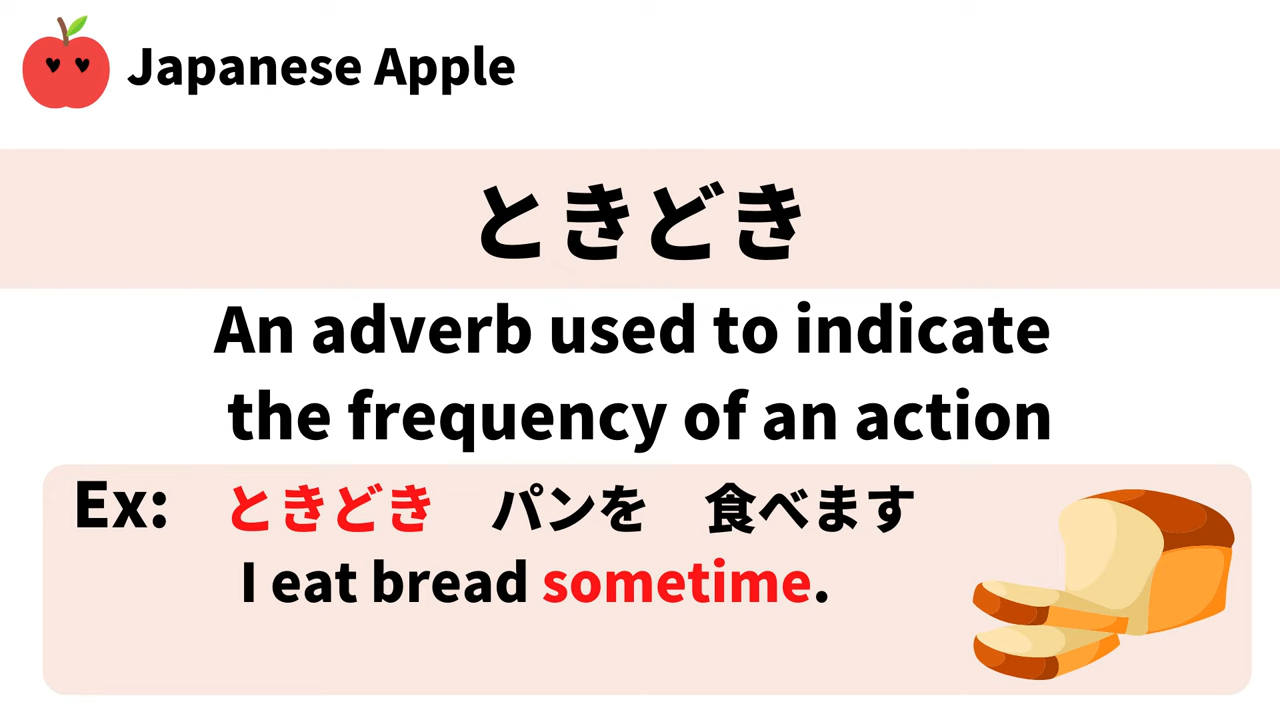 Japanese Apple
ときどき
An adverb used to indicate
the frequency of an action
Ex: ときどき パンを 食べます
I eat bread sometime.